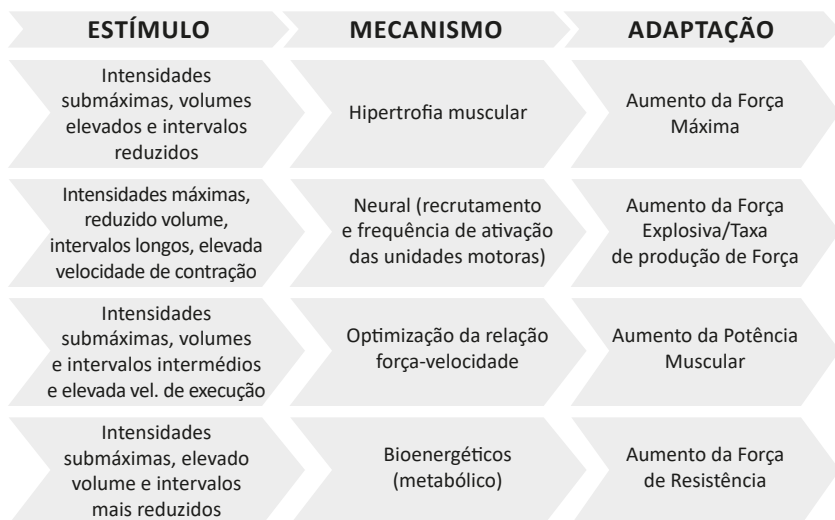 ESTÍMULO
MECANISMO
ADAPTAÇÃO
Intensidades
submáximas, volumes
elevados e intervalos
reduzidos
Hipertrofia muscular
Aumento da Força
Máxima
Intensidades máximas,
reduzido volume,
intervalos longos, elevada
velocidade de contração
Neural (recrutamento
e frequência de ativação
das unidades motoras)
Aumento da Força
Explosiva/Taxa
de produção de Força
Intensidades
submáximas, volumes
e intervalos intermédios
e elevada vel. de execução
Optimização da relação
força-velocidade
Aumento da Potência
Muscular
Intensidades
submáximas, elevado
volume e intervalos
mais reduzidos
Bioenergéticos
(metabólico)
Aumento da Força
de Resistência